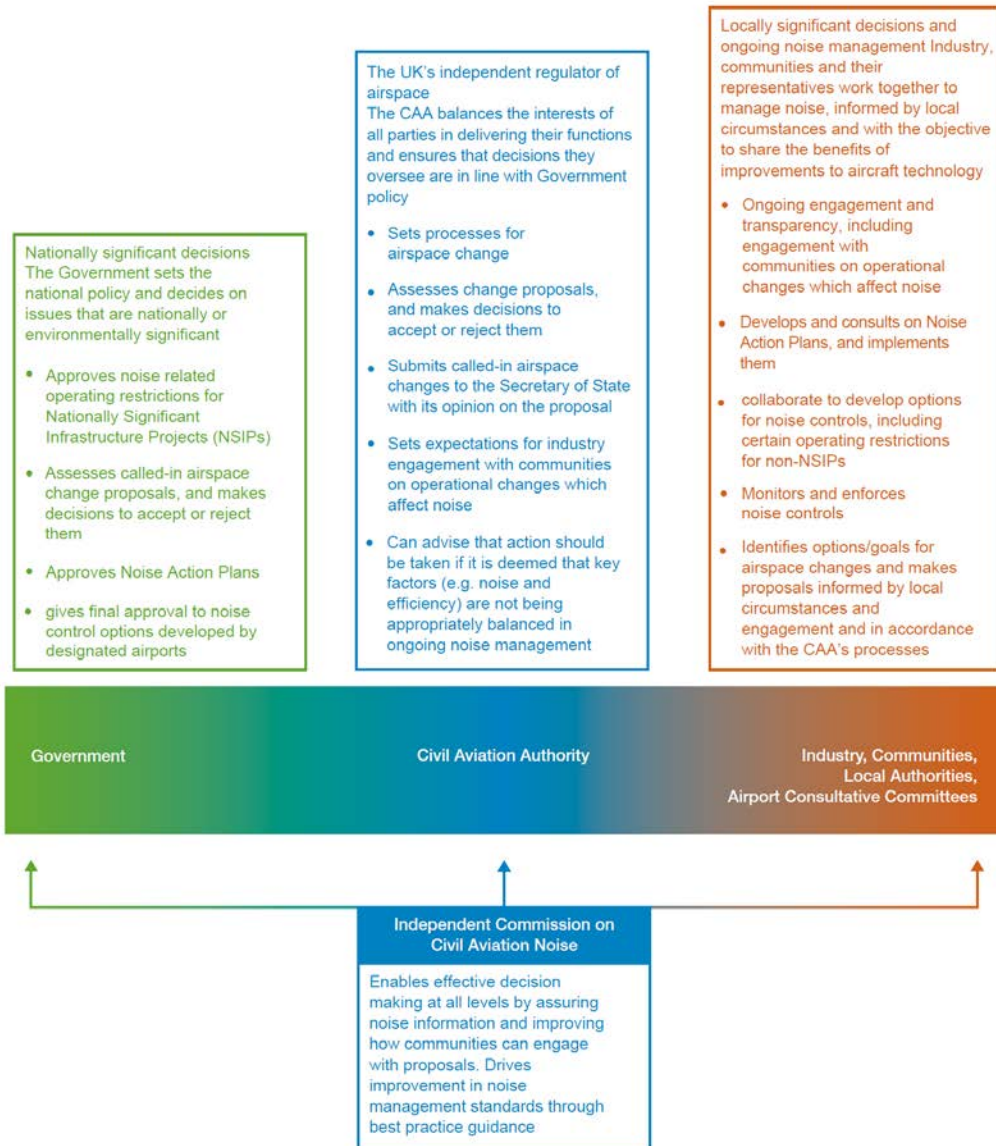 Nationally significant decisions
The Government sets the
national policy and decides on
issues that are nationally or
environmentally significant
• Approves noise related
operating restrictions for
Nationally Significant
Infrastructure Projects (NSIPs)
• Assesses called-in airspace
change proposals, and makes
decisions to accept or reject
them
• Approves Noise Action Plans
• gives final approval to noise
control options developed by
designated airports
The UK's independent regulator of
airspace
The CAA balances the interests of
all parties in delivering their functions
and ensures that decisions they
oversee are in line with Government
policy
• Sets processes for
airspace change
• Assesses change proposals,
and makes decisions to
accept or reject them
• Submits called-in airspace
changes to the Secretary of State
with its opinion on the proposal
• Sets expectations for industry
engagement with communities
on operational changes which
affect noise
• Can advise that action should
be taken if it is deemed that key
factors (e.g. noise and
efficiency) are not being
appropriately balanced in
ongoing noise management
Locally significant decisions and
ongoing noise management Industry,
communities and their
representatives work together to
manage noise, informed by local
circumstances and with the objective
to share the benefits of
improvements to aircraft technology
• Ongoing engagement and
transparency, including
engagement with
communities on operational
changes which affect noise
• Develops and consults on Noise
Action Plans, and implements
them
• collaborate to develop options
for noise controls, including
certain operating restrictions
for non-NSIPs
• Monitors and enforces
noise controls
• Identifies options/goals for
airspace changes and makes
proposals informed by local
circumstances and
engagement and in accordance
with the CAA's processes
Government
Civil Aviation Authority
Industry, Communities,
Local Authorities,
Airport Consultative Committees
Independent Commission on
Civil Aviation Noise
Enables effective decision
making at all levels by assuring
noise information and improving
how communities can engage
with proposals. Drives
improvement in noise
management standards through
best practice guidance